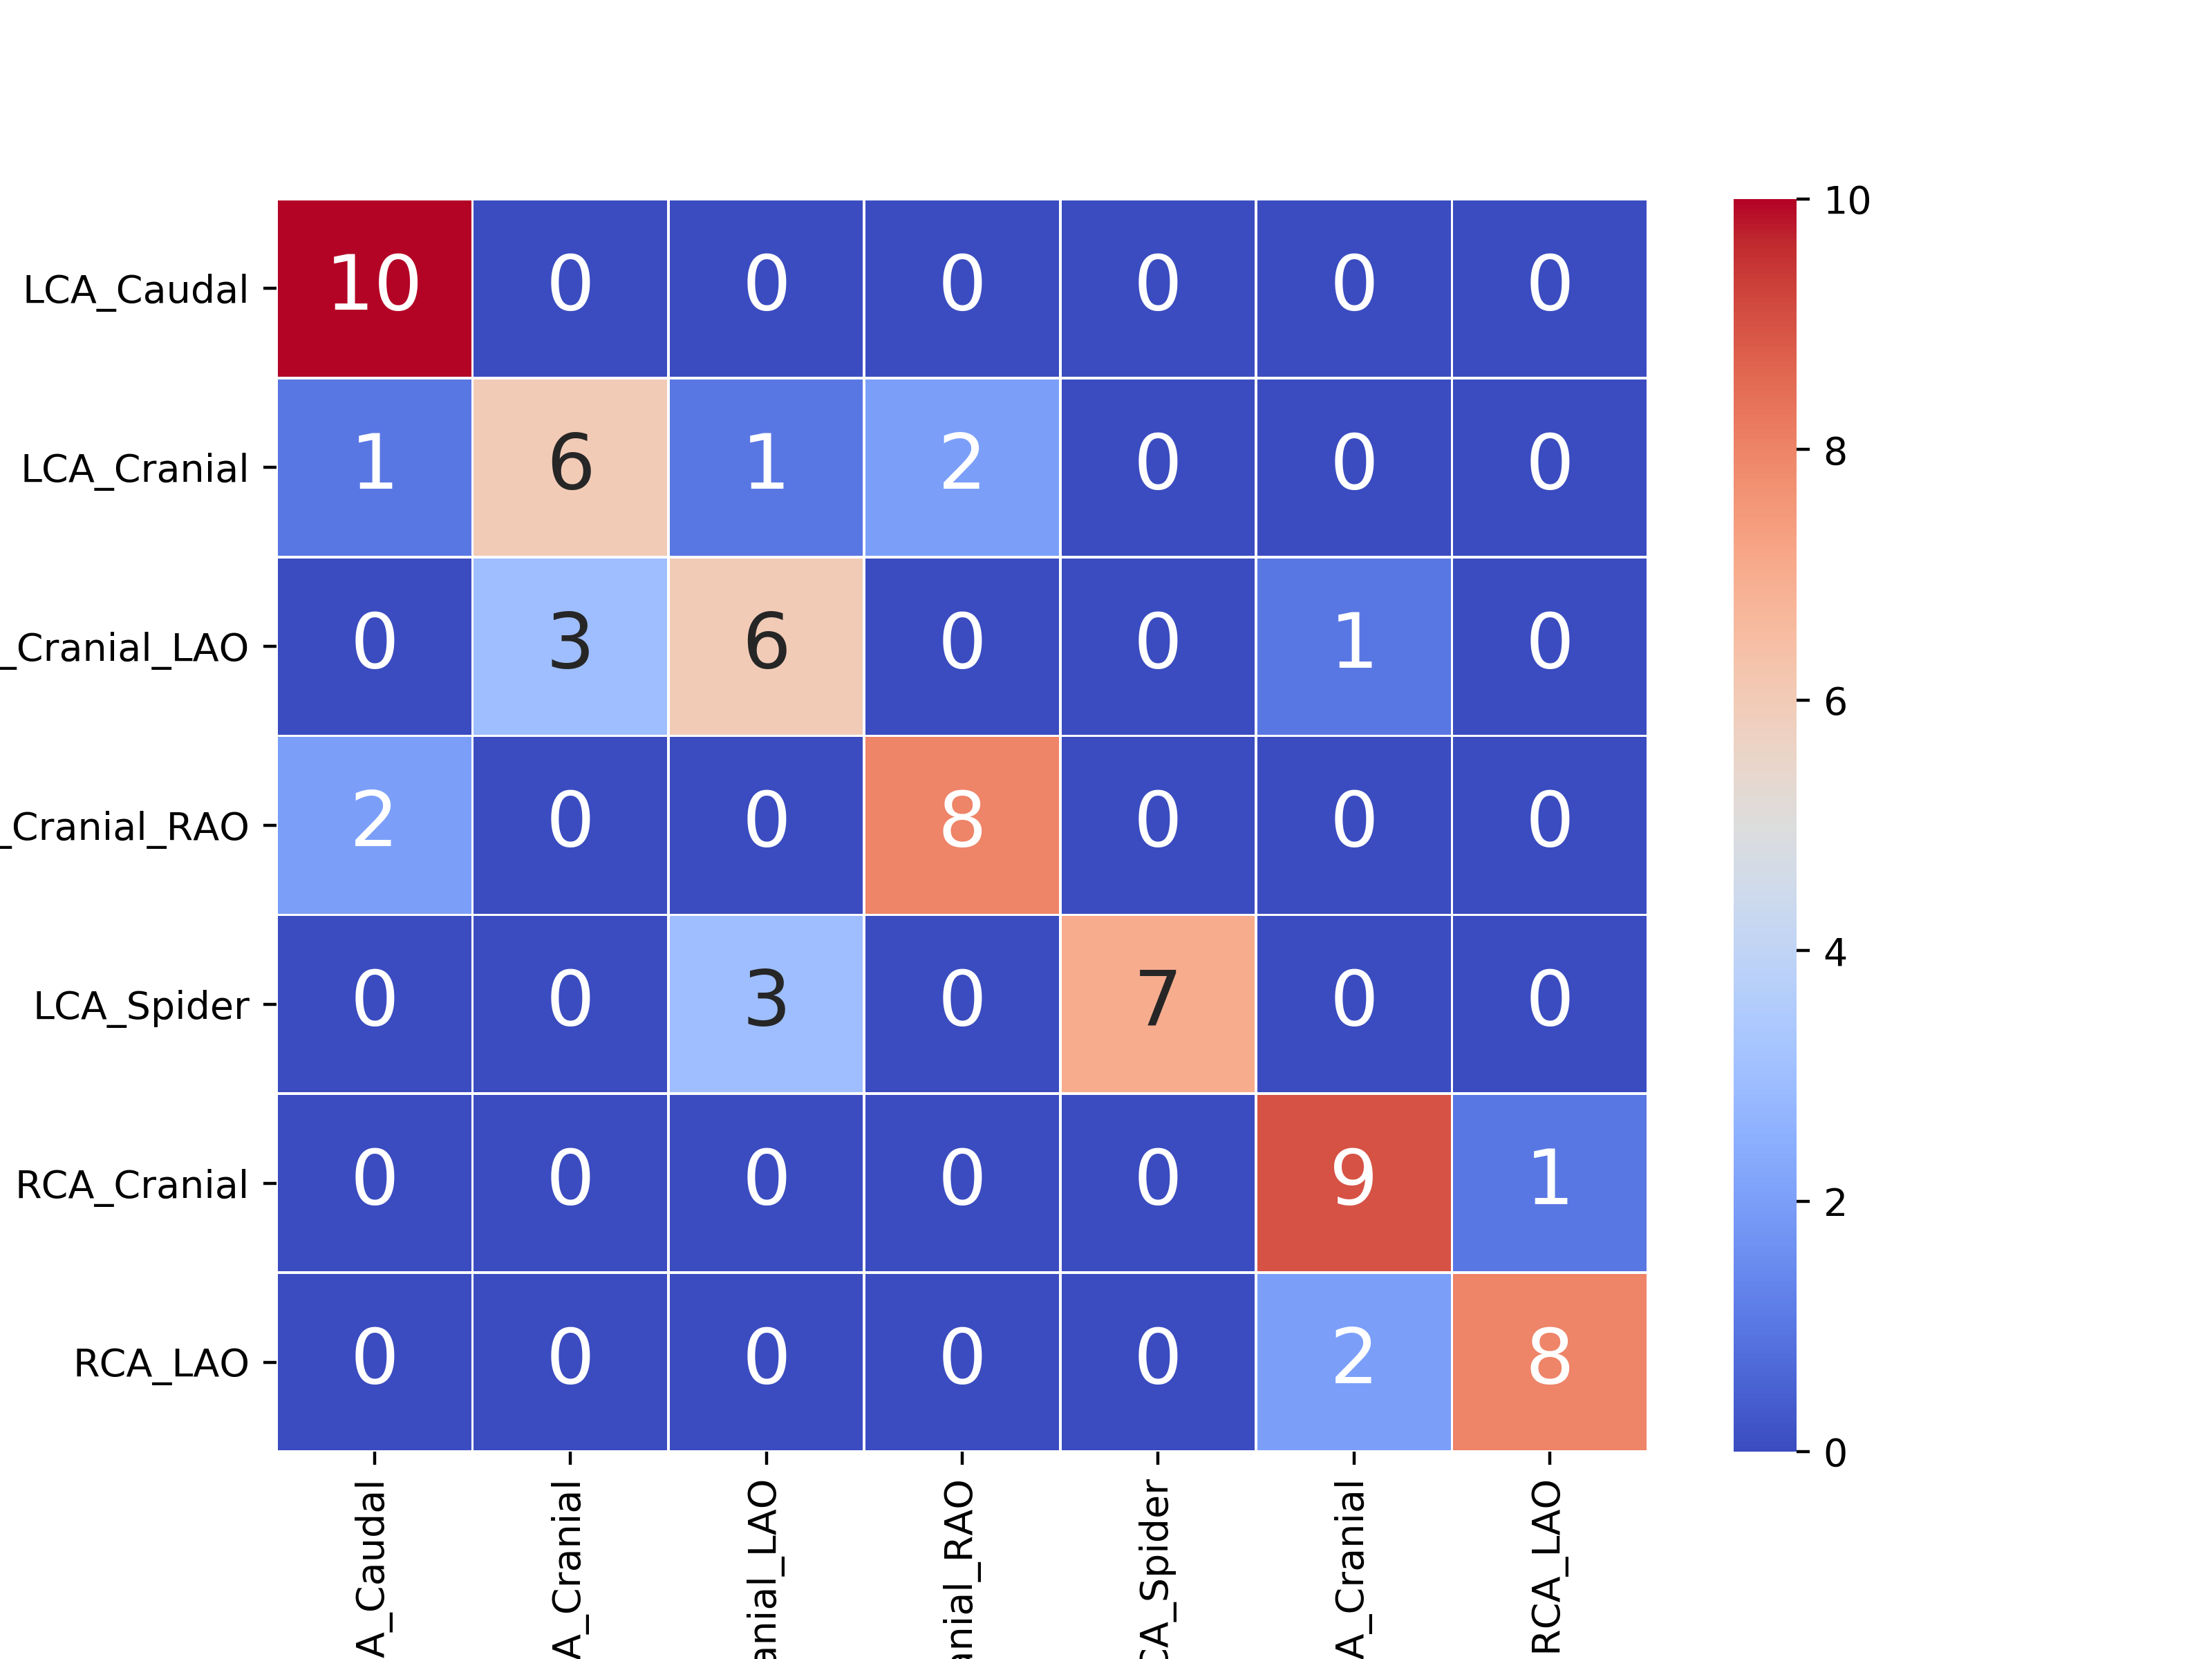 LCA_Caudal 10 0 0 0 0 0 0
LCA_Cranial 1 6 1 2 0 0 0
_Cranial_LAO 0 3 6 0 0 1 0
_Cranial_RAO 2 0 0 8 0 0 0
LCA_Spider 0 0 3 0 7 0 0
RCA_Cranial 0 0 0 0 0 9 1
RCA_LAO 0 0 0 0 0 2 8
A_Caudal
A_Cranial
anial_LAO
anial_RAO
CA_Spider
A_Cranial
RCA_LAO
10
8
6
4
2
0